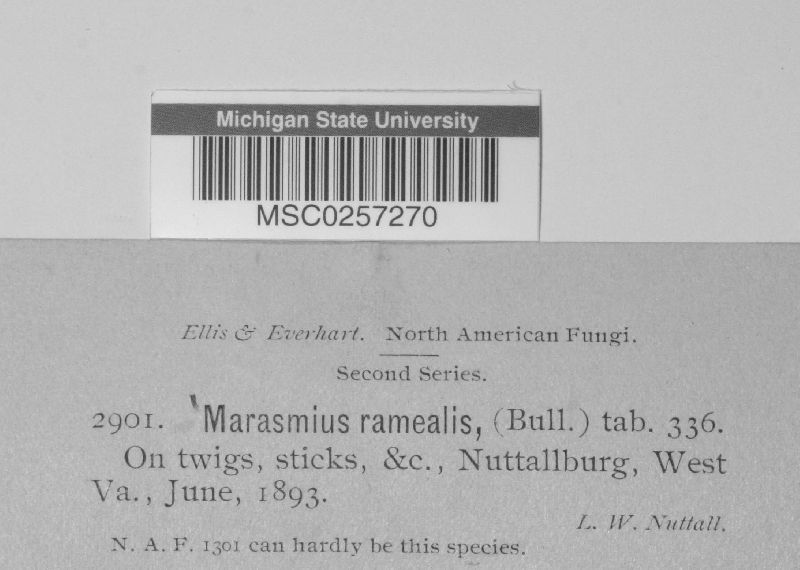 Michigan State University
MSC0257270
Ellis & Everhart. North American Fungi.
Second Series.
2901. Marasmius ramealis, (Bull.) tab. 336.
On twigs, sticks, &c., Nuttallburg, West
Va., June, 1893.
L. W. Nuttall.
N. A. F. 1301 can hardly be this species.